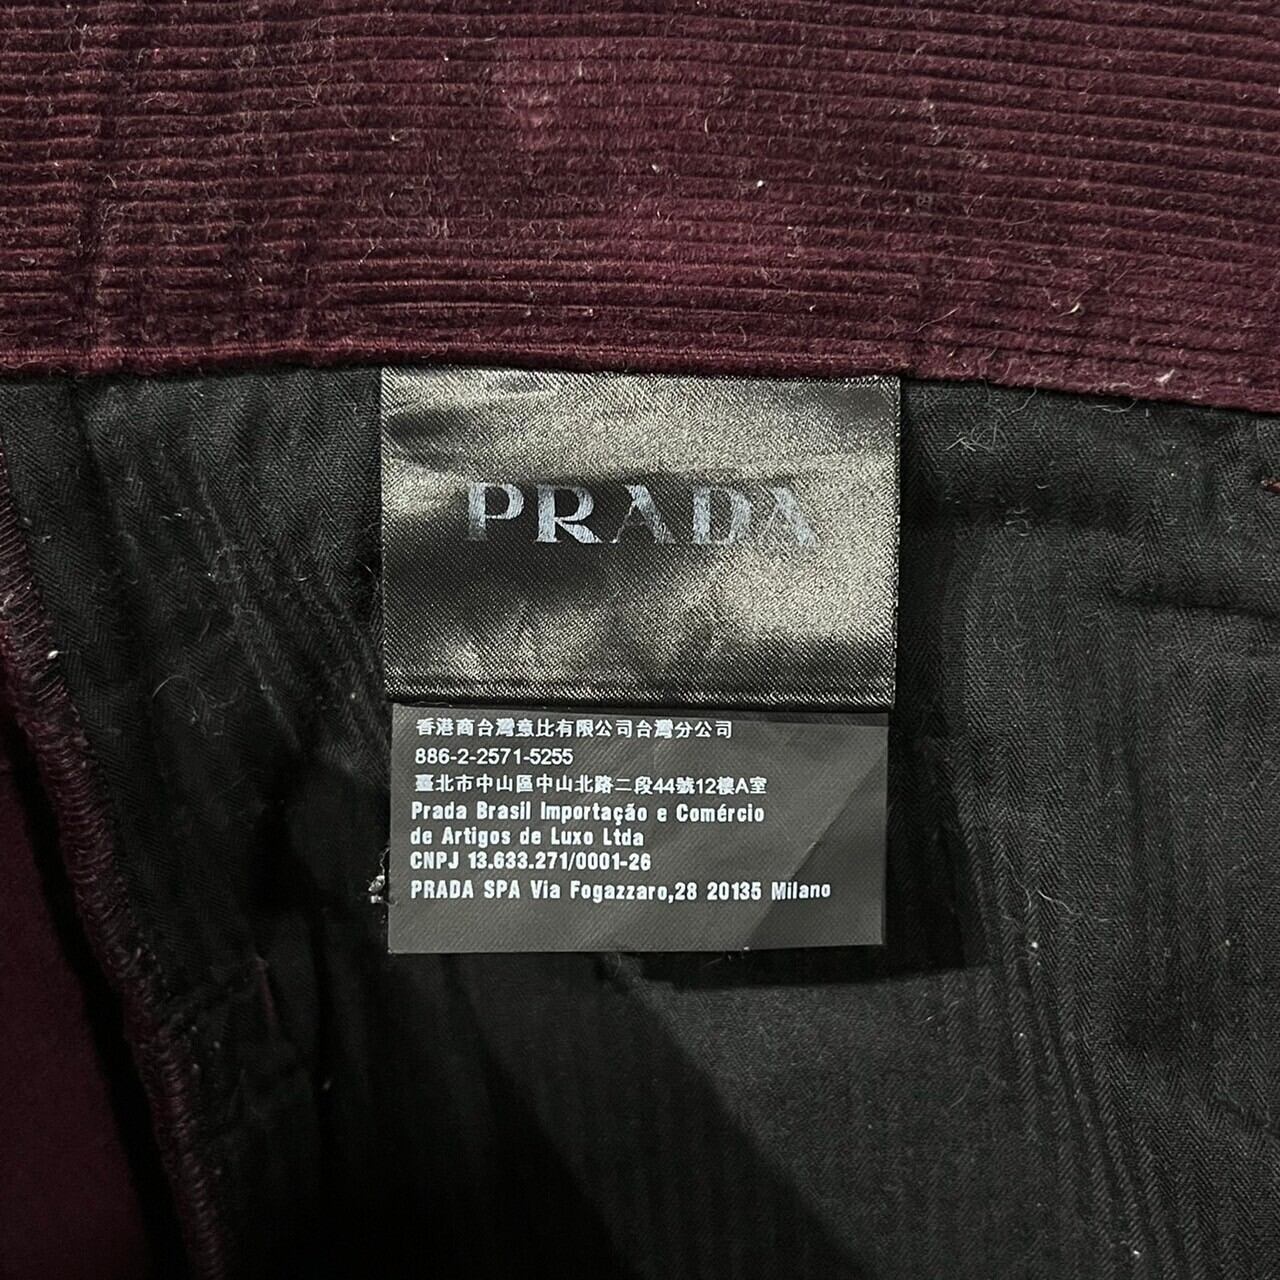 PRADA
香港商台灣意比有限公司台灣分公司
886-2-2571-5255
臺北市中山區中山北路二段44號12樓A室
Prada Brasil Importação e Comércio
de Artigos de Luxo Ltda
CNPJ 13.633.271/0001-26
PRADA SPA Via Fogazzaro,28 20135 Milano